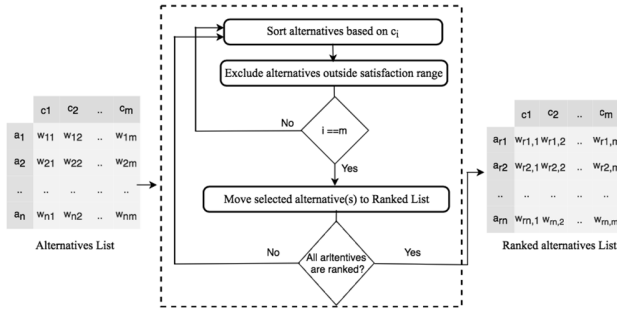 Sort alternatives based on ci
Exclude alternatives outside satisfaction range
i ==m
No
Yes
Move selected alternative(s) to Ranked List
All arltentives
are ranked?
No
Yes
c1 c2 .. cm
a1 w11 w12 .. w1m
a2 w21 w22 .. w2m
.. .. .. .. ..
an wn1 wn2 .. wnm
Alternatives List
c1 c2 .. cm
ar1 wr1,1 wr1,2 .. wr1,m
ar2 wr2,1 wr2,2 .. wr2,m
.. .. .. .. ..
arn wrn,1 wrn,2 .. wrn,m
Ranked alternatives List